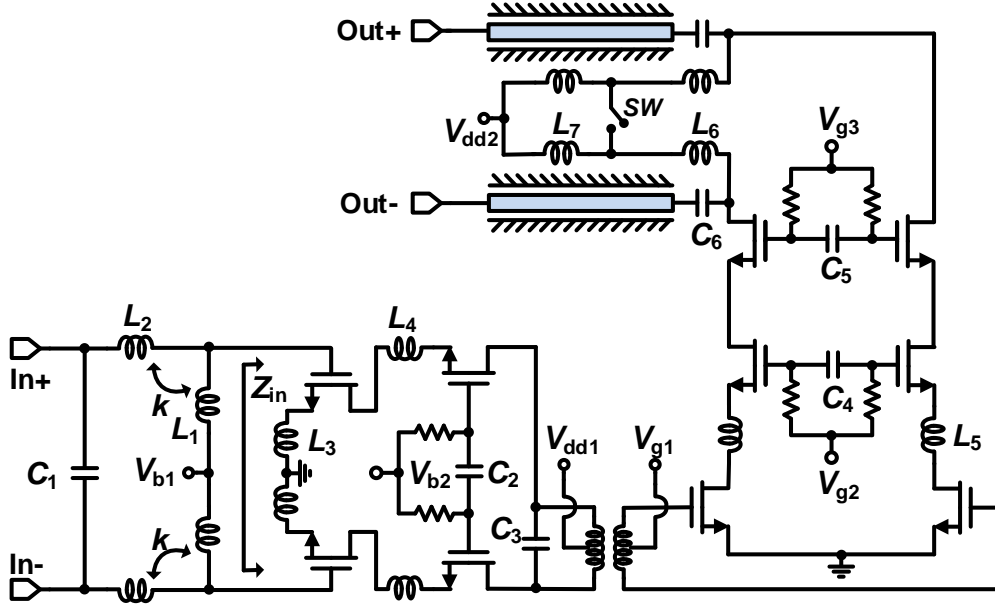 Out+
SW
Vdd2
L7
L6
Vg3
Out-
C6
C5
L2
L4
In+
k
Zin
C4
L1
L3
Vdd1
Vg1
L5
C1
Vb1
Vb2
C2
Vg2
C3
k
In-